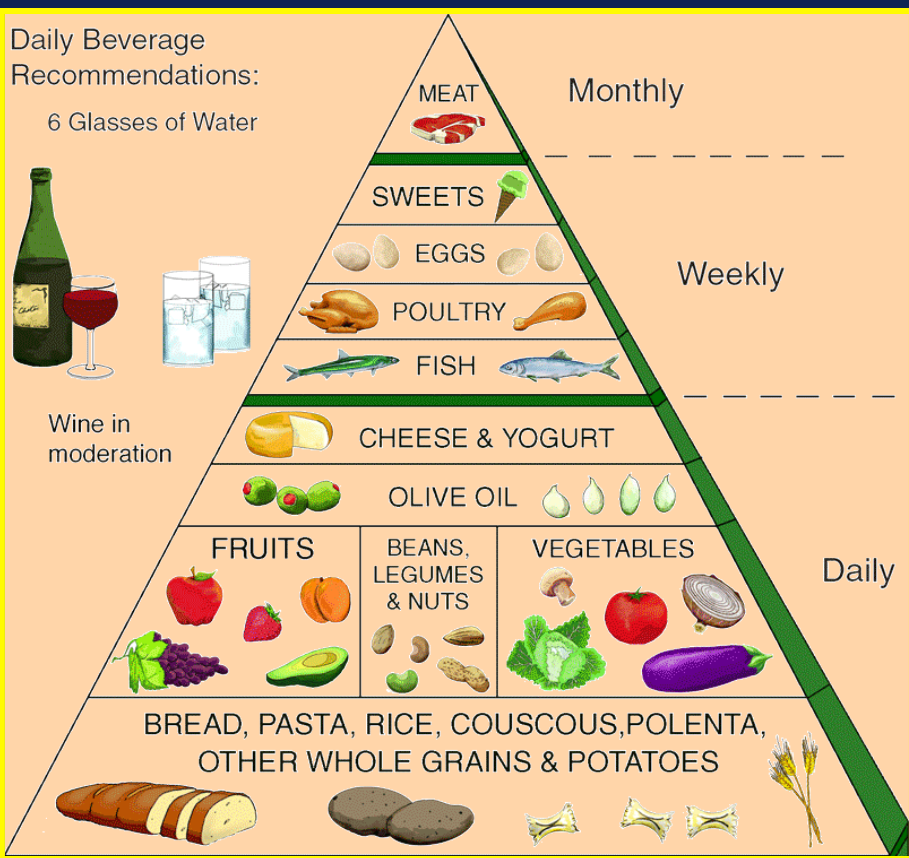 Daily Beverage
Recommendations:
6 Glasses of Water
MEAT
Monthly
SWEETS
EGGS
Weekly
POULTRY
FISH
Wine in
moderation
CHEESE & YOGURT
OLIVE OIL
FRUITS
BEANS,
LEGUMES
& NUTS
VEGETABLES
Daily
BREAD, PASTA, RICE, COUSCOUS,POLENTA,
OTHER WHOLE GRAINS & POTATOES